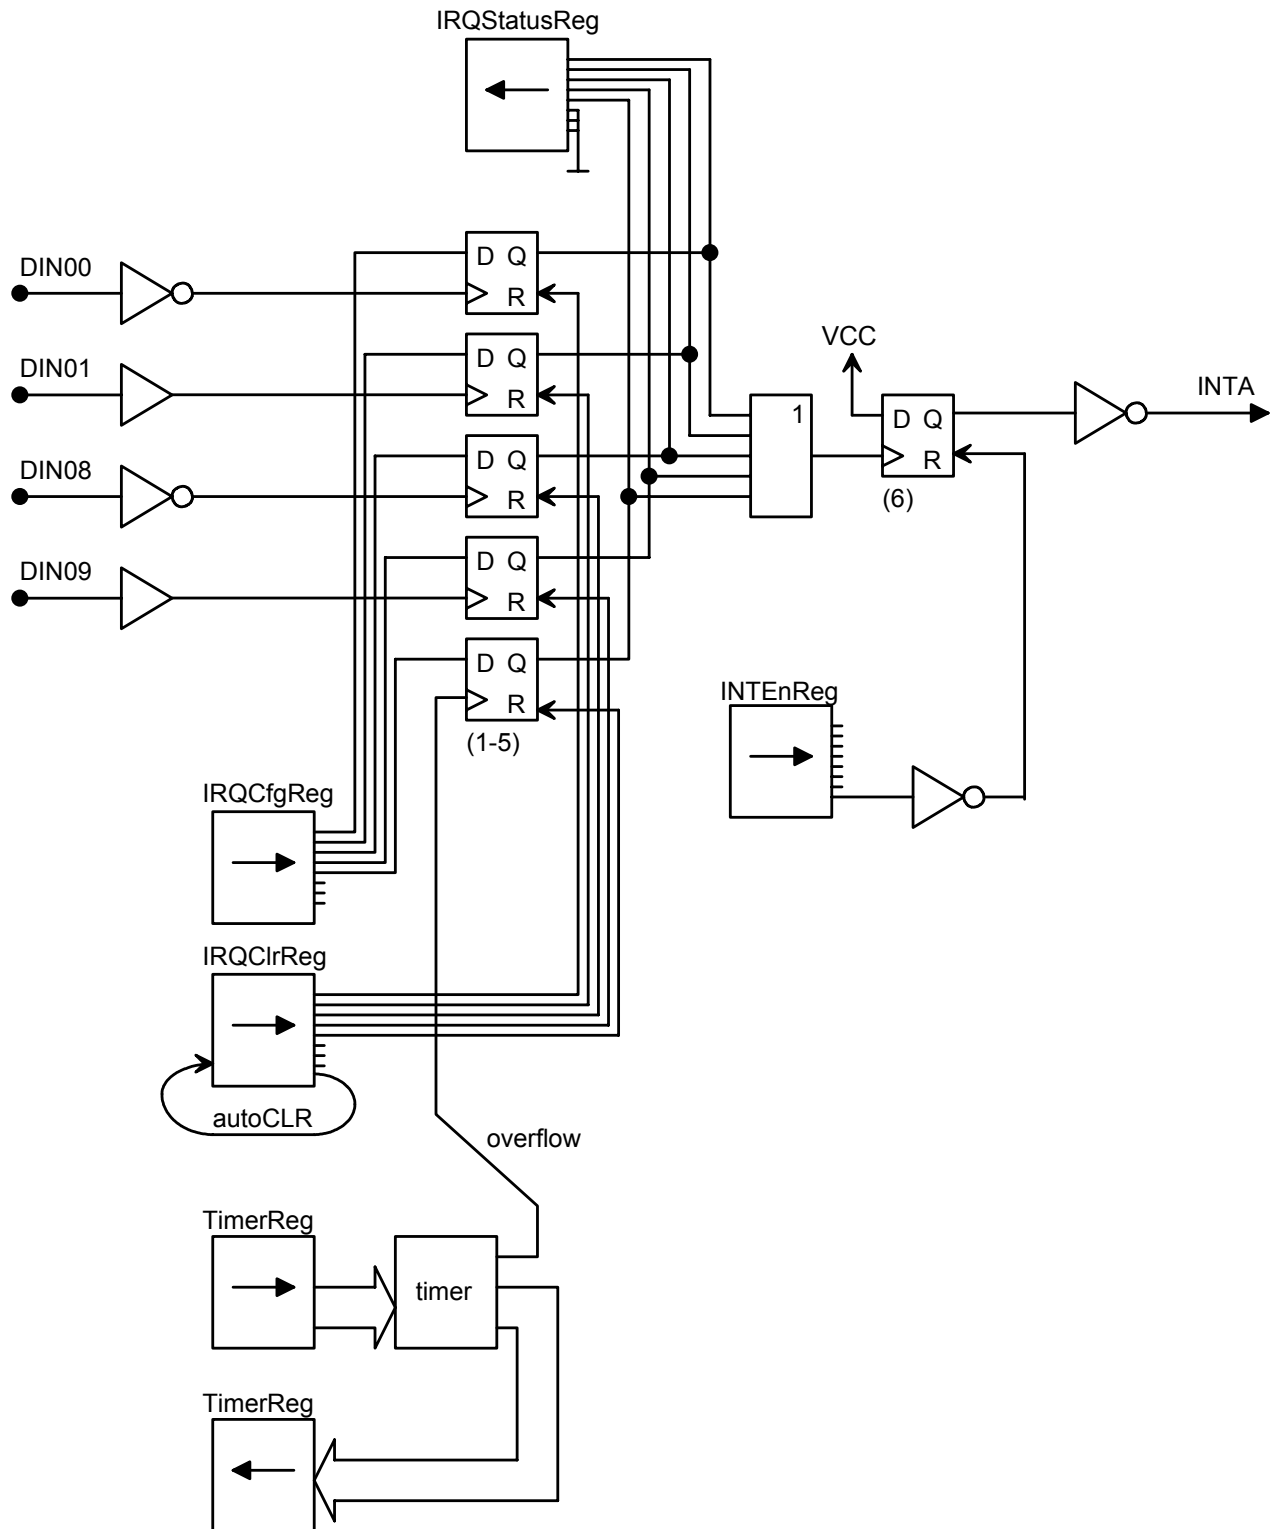 IRQStatusReg
DIN00
D Q
R
DIN01
D Q
R
VCC
INTA
1
D Q
R
(6)
DIN08
D Q
R
DIN09
D Q
R
D Q
R
(1-5)
INTEnReg
IRQCfgReg
IRQClrReg
autoCLR
overflow
TimerReg
timer
TimerReg